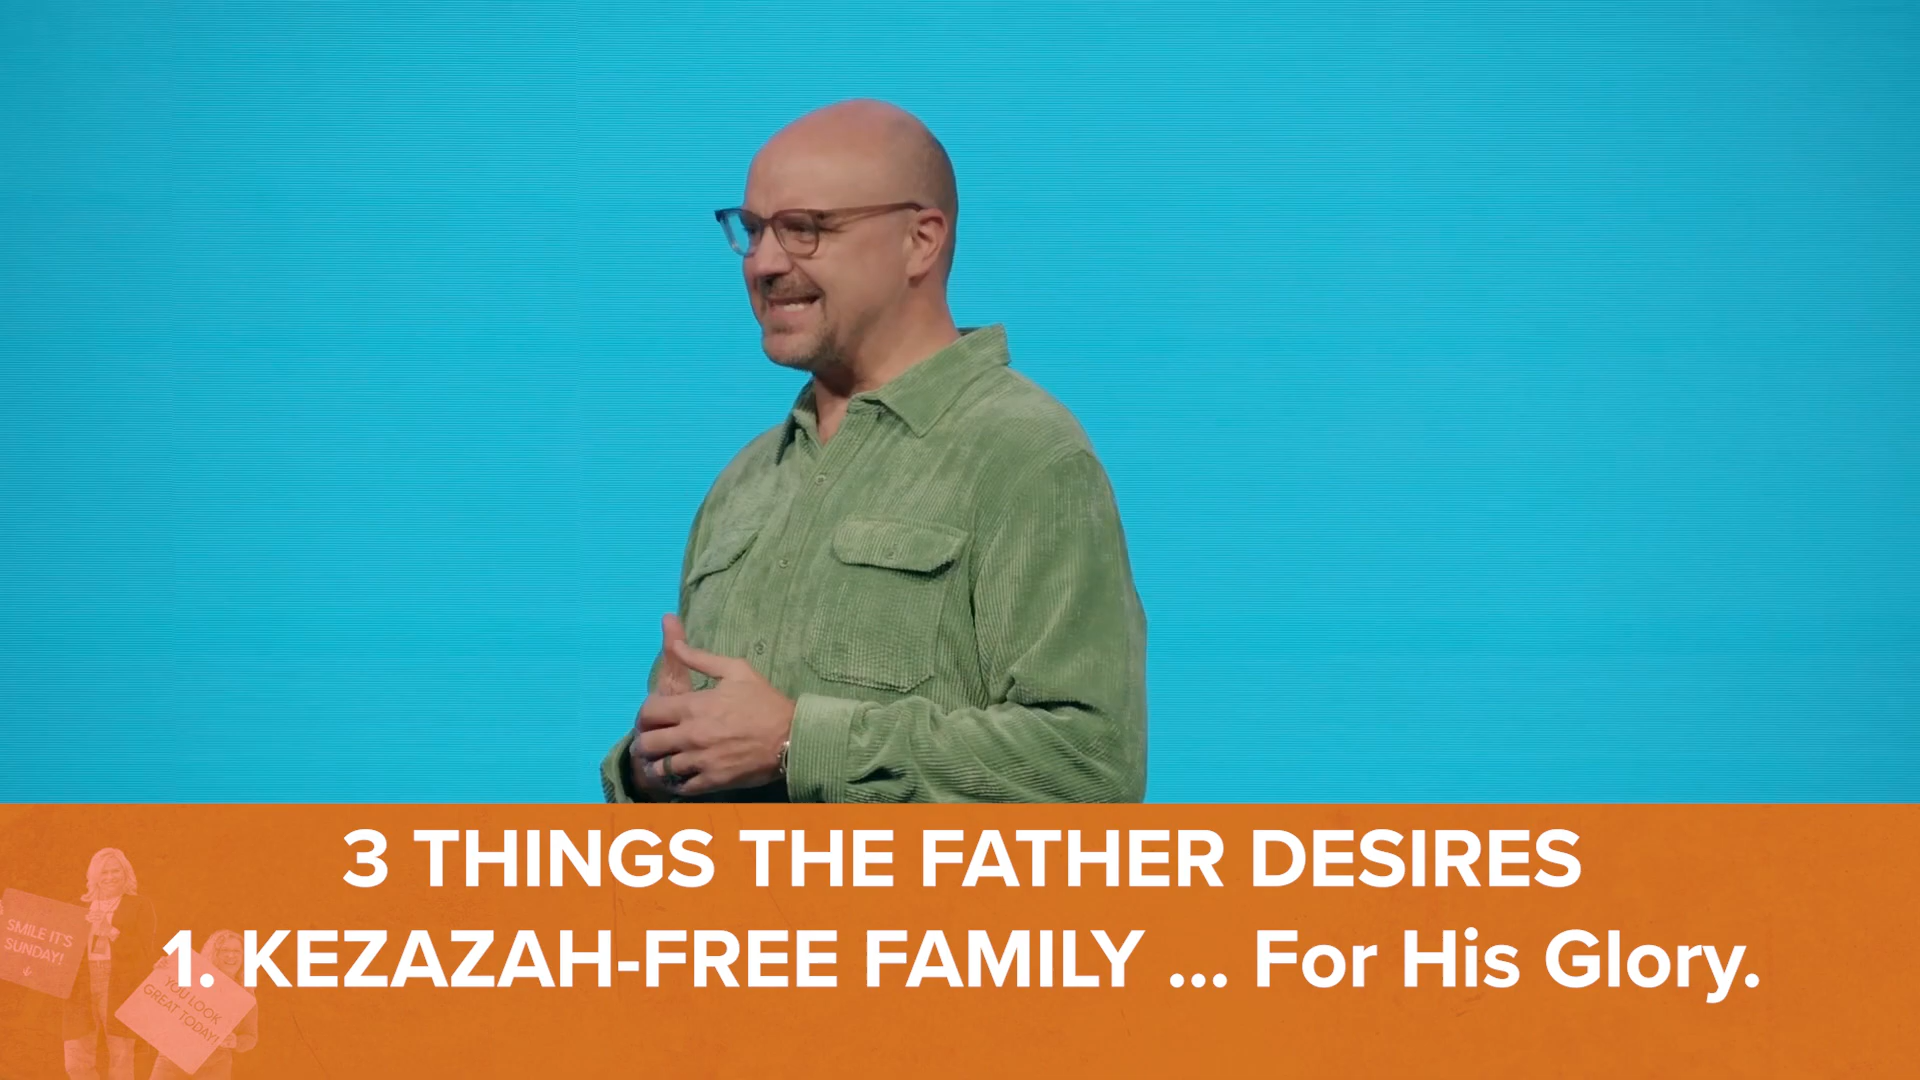 3 THINGS THE FATHER DESIRES
1. KEZAZAH-FREE FAMILY ... For His Glory.
SMILE IT'S
SUNDAY!
YOU LOOK
GREAT TODAY!